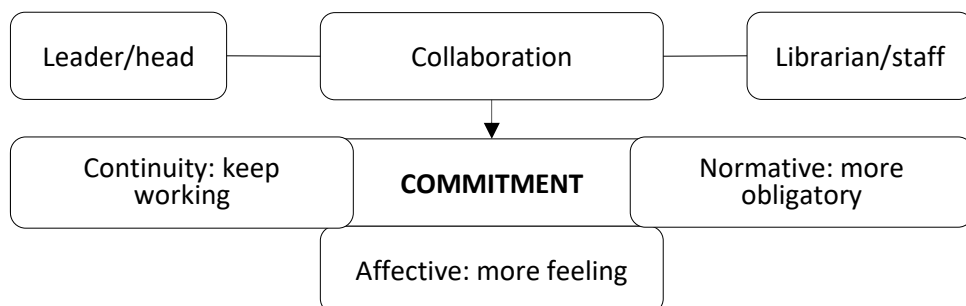 Leader/head
Collaboration
Librarian/staff
Continuity: keep
working
COMMITMENT
Normative: more
obligatory
Affective: more feeling